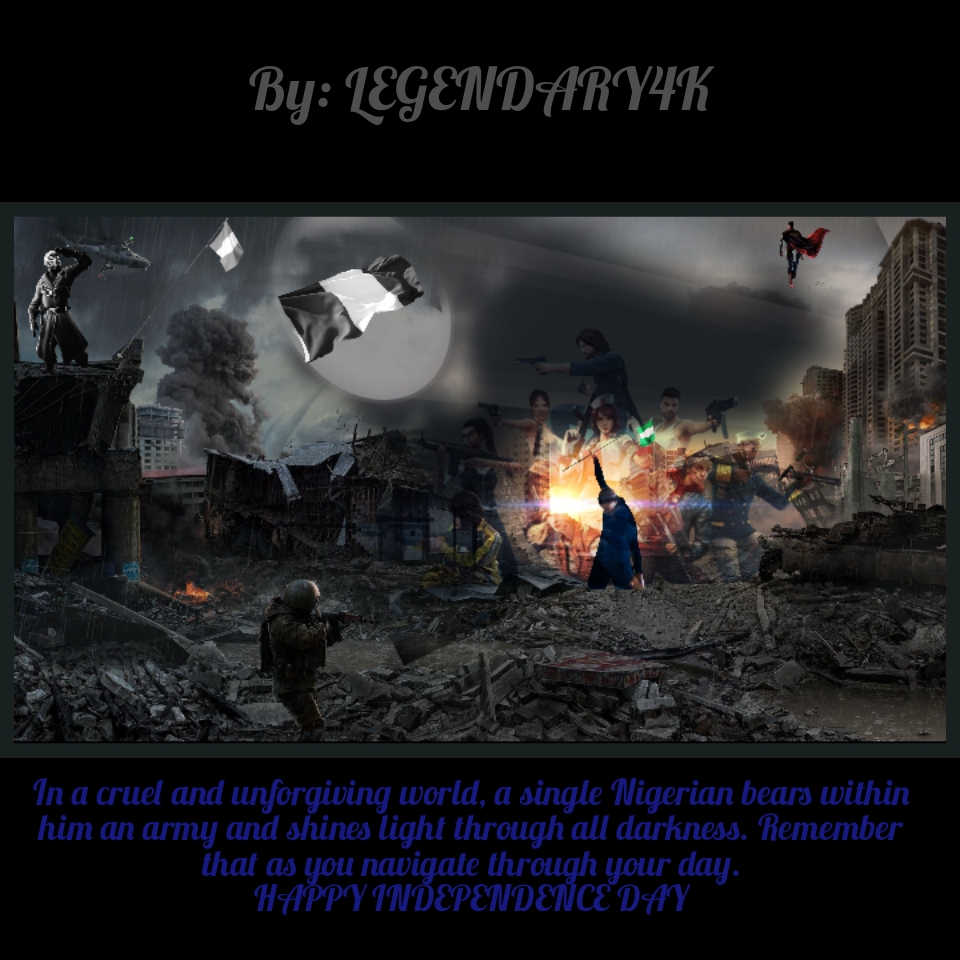 By: LEGENDARY4K
In a cruel and unforgiving world, a single Nigerian bears within
him an army and shines light through all darkness. Remember
that as you navigate through your day.
HAPPY INDEPENDENCE DAY